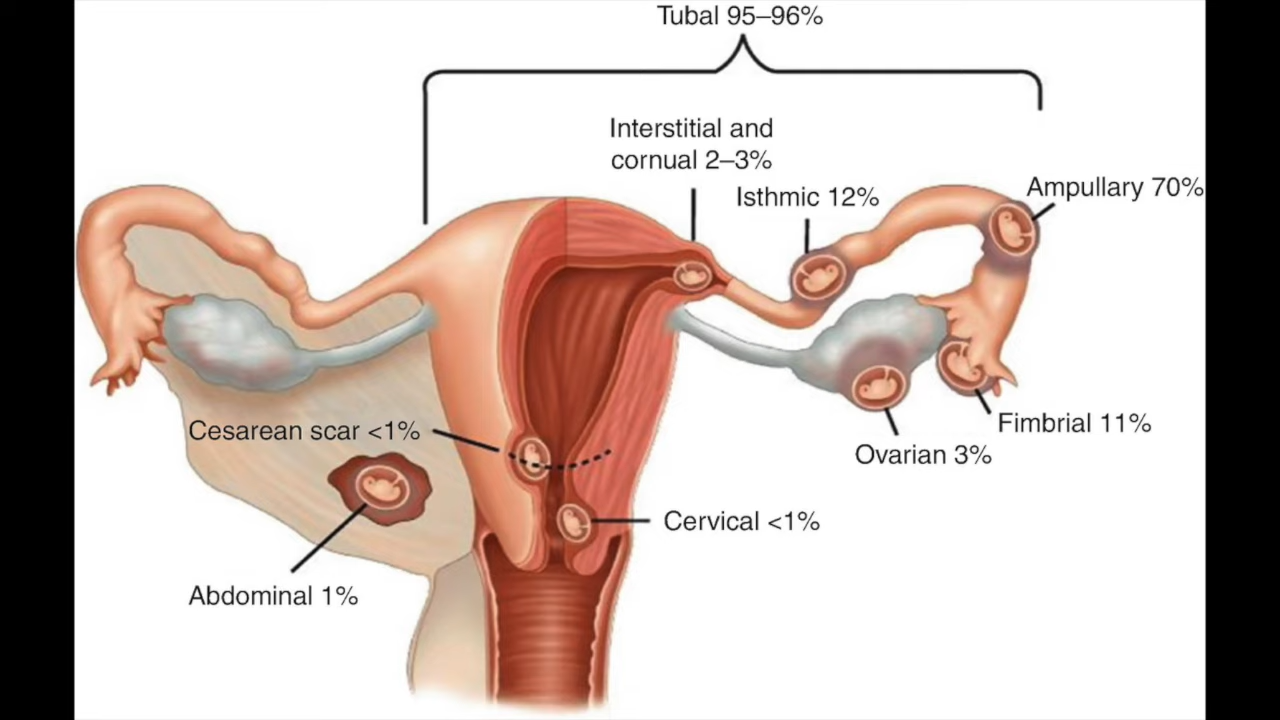 Tubal 95–96%
Interstitial and
cornual 2–3%
Isthmic 12%
Ampullary 70%
Cesarean scar <1%
Fimbrial 11%
Ovarian 3%
Cervical <1%
Abdominal 1%